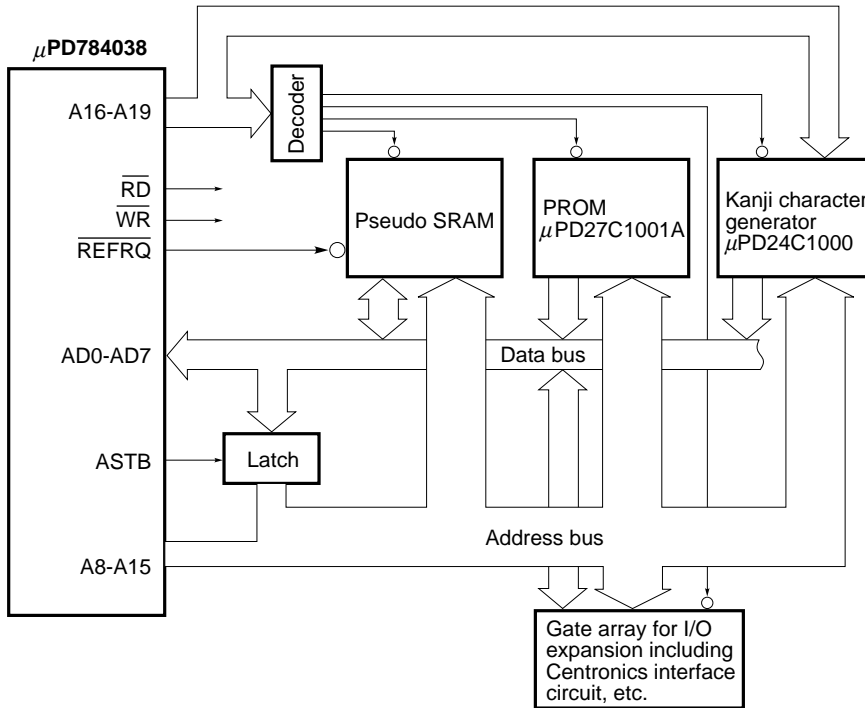 μPD784038
A16-A19
Decoder
RD
WR
REFRQ
Pseudo SRAM
PROM
μPD27C1001A
Kanji character
generator
μPD24C1000
AD0-AD7
Data bus
ASTB
Latch
Address bus
A8-A15
Gate array for I/O
expansion including
Centronics interface
circuit, etc.